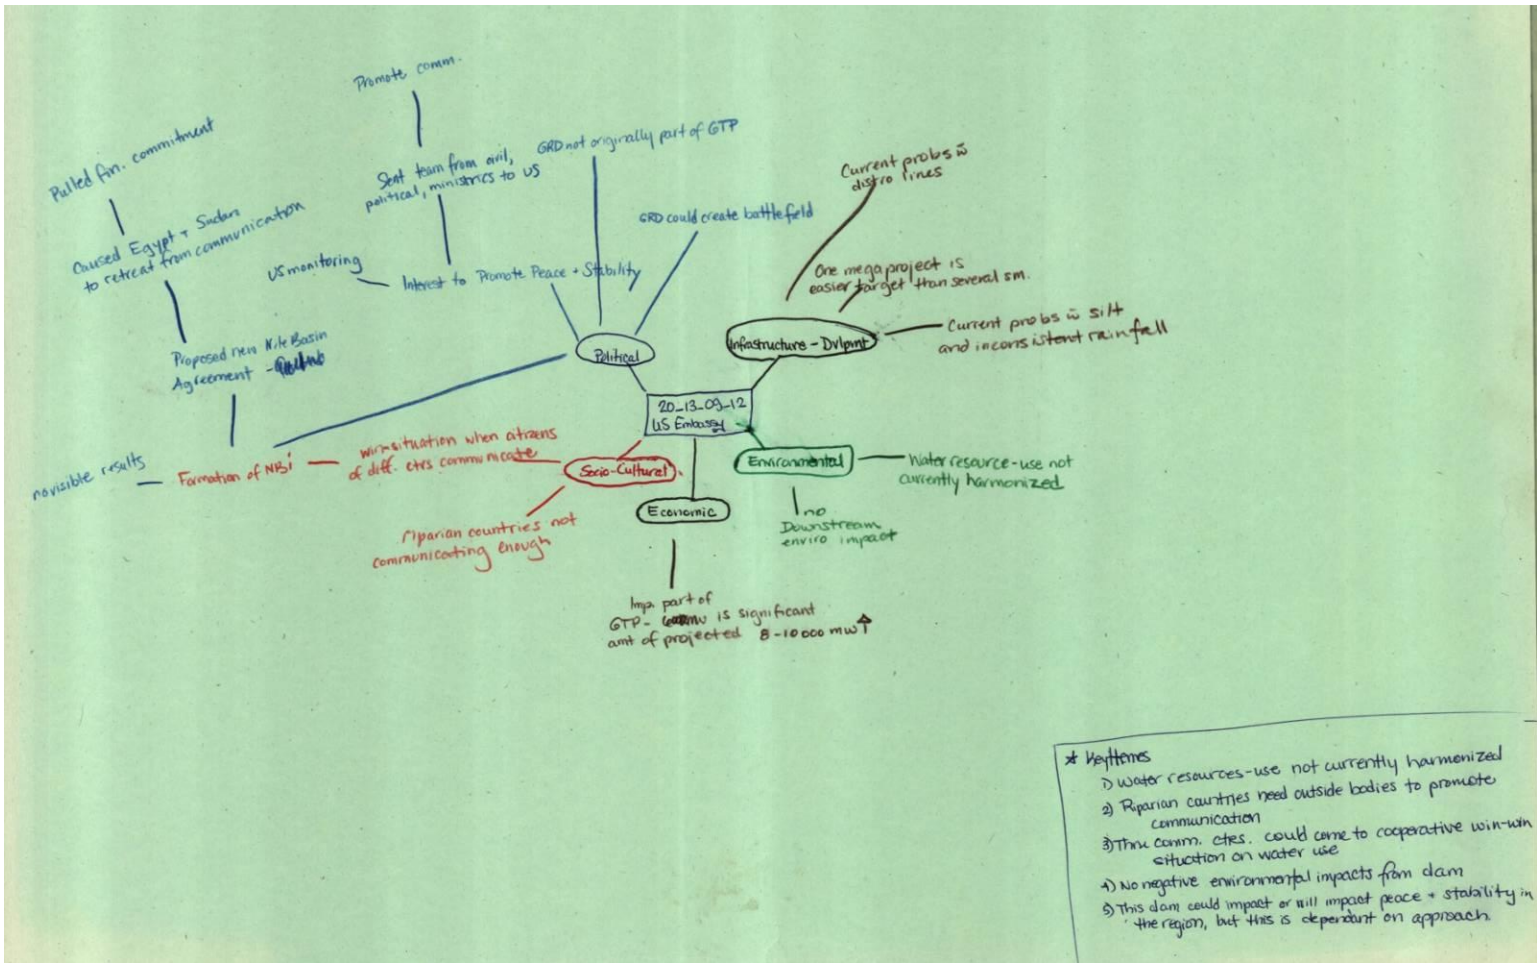 Promote comm.
Pulled fin. commitment
Sent team from civil,
political, ministries to US
GRD not originally part of GTP
Caused Egypt + Sudan
to retreat from communication
US monitoring
Interest to Promote Peace + Stability
GRD could create battlefield
Current probs w̄
distro lines
One megaproject is
easier target than several sm.
Current probs w̄ silt
and inconsistent rainfall
Proposed new Nile Basin
Agreement -
Political
Infrastructure - Dvlpmt
20_13_09_12
US Embassy
no visible results
Formation of NBI
win-situation when citizens
of diff. ctrs communicate
Socio-Cultural
Environmental
Water resource-use not
currently harmonized
Riparian countries not
communicating enough
Economic
no
Downstream
enviro impact
Imp. part of
GTP - is significant
amt of projected 8-10000 mw ↑
* Key themes
1) Water resources-use not currently harmonized
2) Riparian countries need outside bodies to promote
communication
3) Thru comm. ctres. could come to cooperative win-win
situation on water use
4) No negative environmental impacts from dam
5) This dam could impact or will impact peace + stability in
the region, but this is dependant on approach.